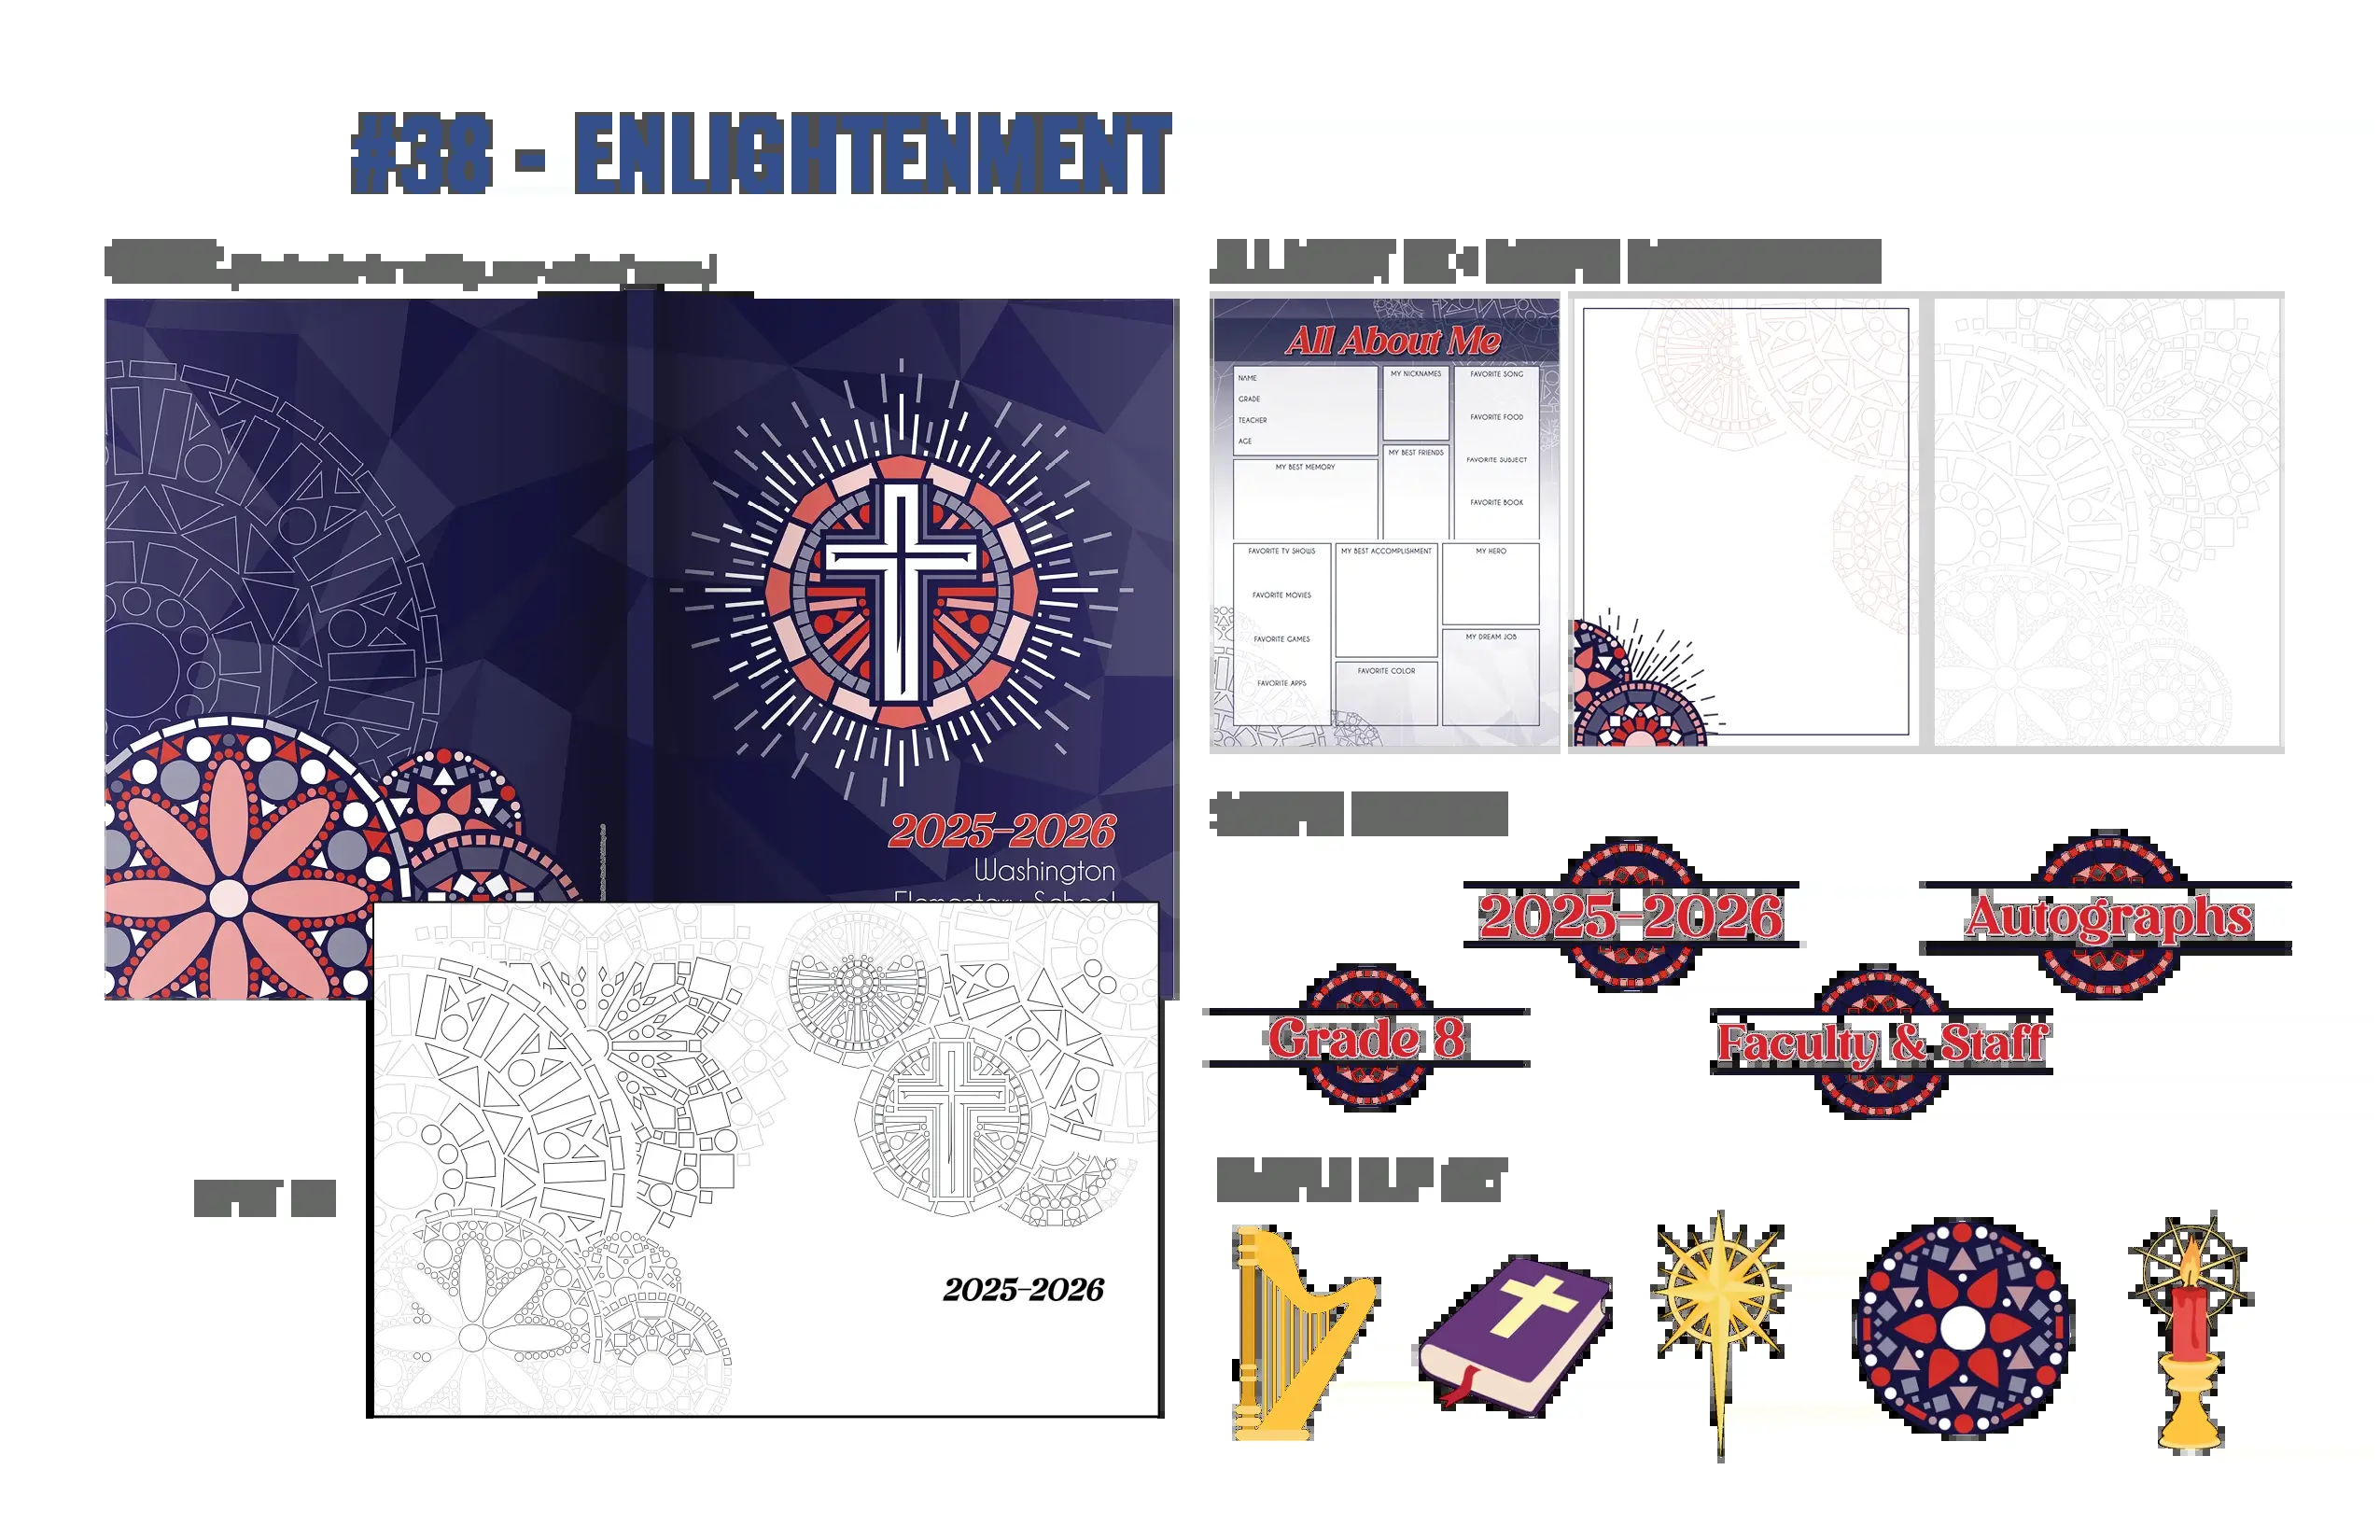 #38 - ENLIGHTENMENT
2025-2026
Washington
Elementary School
2025-2026
All About Me
NAME
GRADE
TEACHER
AGE
MY NICKNAMES
FAVORITE SONG
FAVORITE FOOD
FAVORITE SUBJECT
FAVORITE BOOK
MY BEST FRIENDS
MY BEST MEMORY
FAVORITE TV SHOWS
MY BEST ACCOMPLISHMENT
MY HERO
FAVORITE MOVIES
FAVORITE GAMES
MY DREAM JOB
FAVORITE COLOR
FAVORITE APPS
2025-2026
Autographs
Grade 8
Faculty & Staff